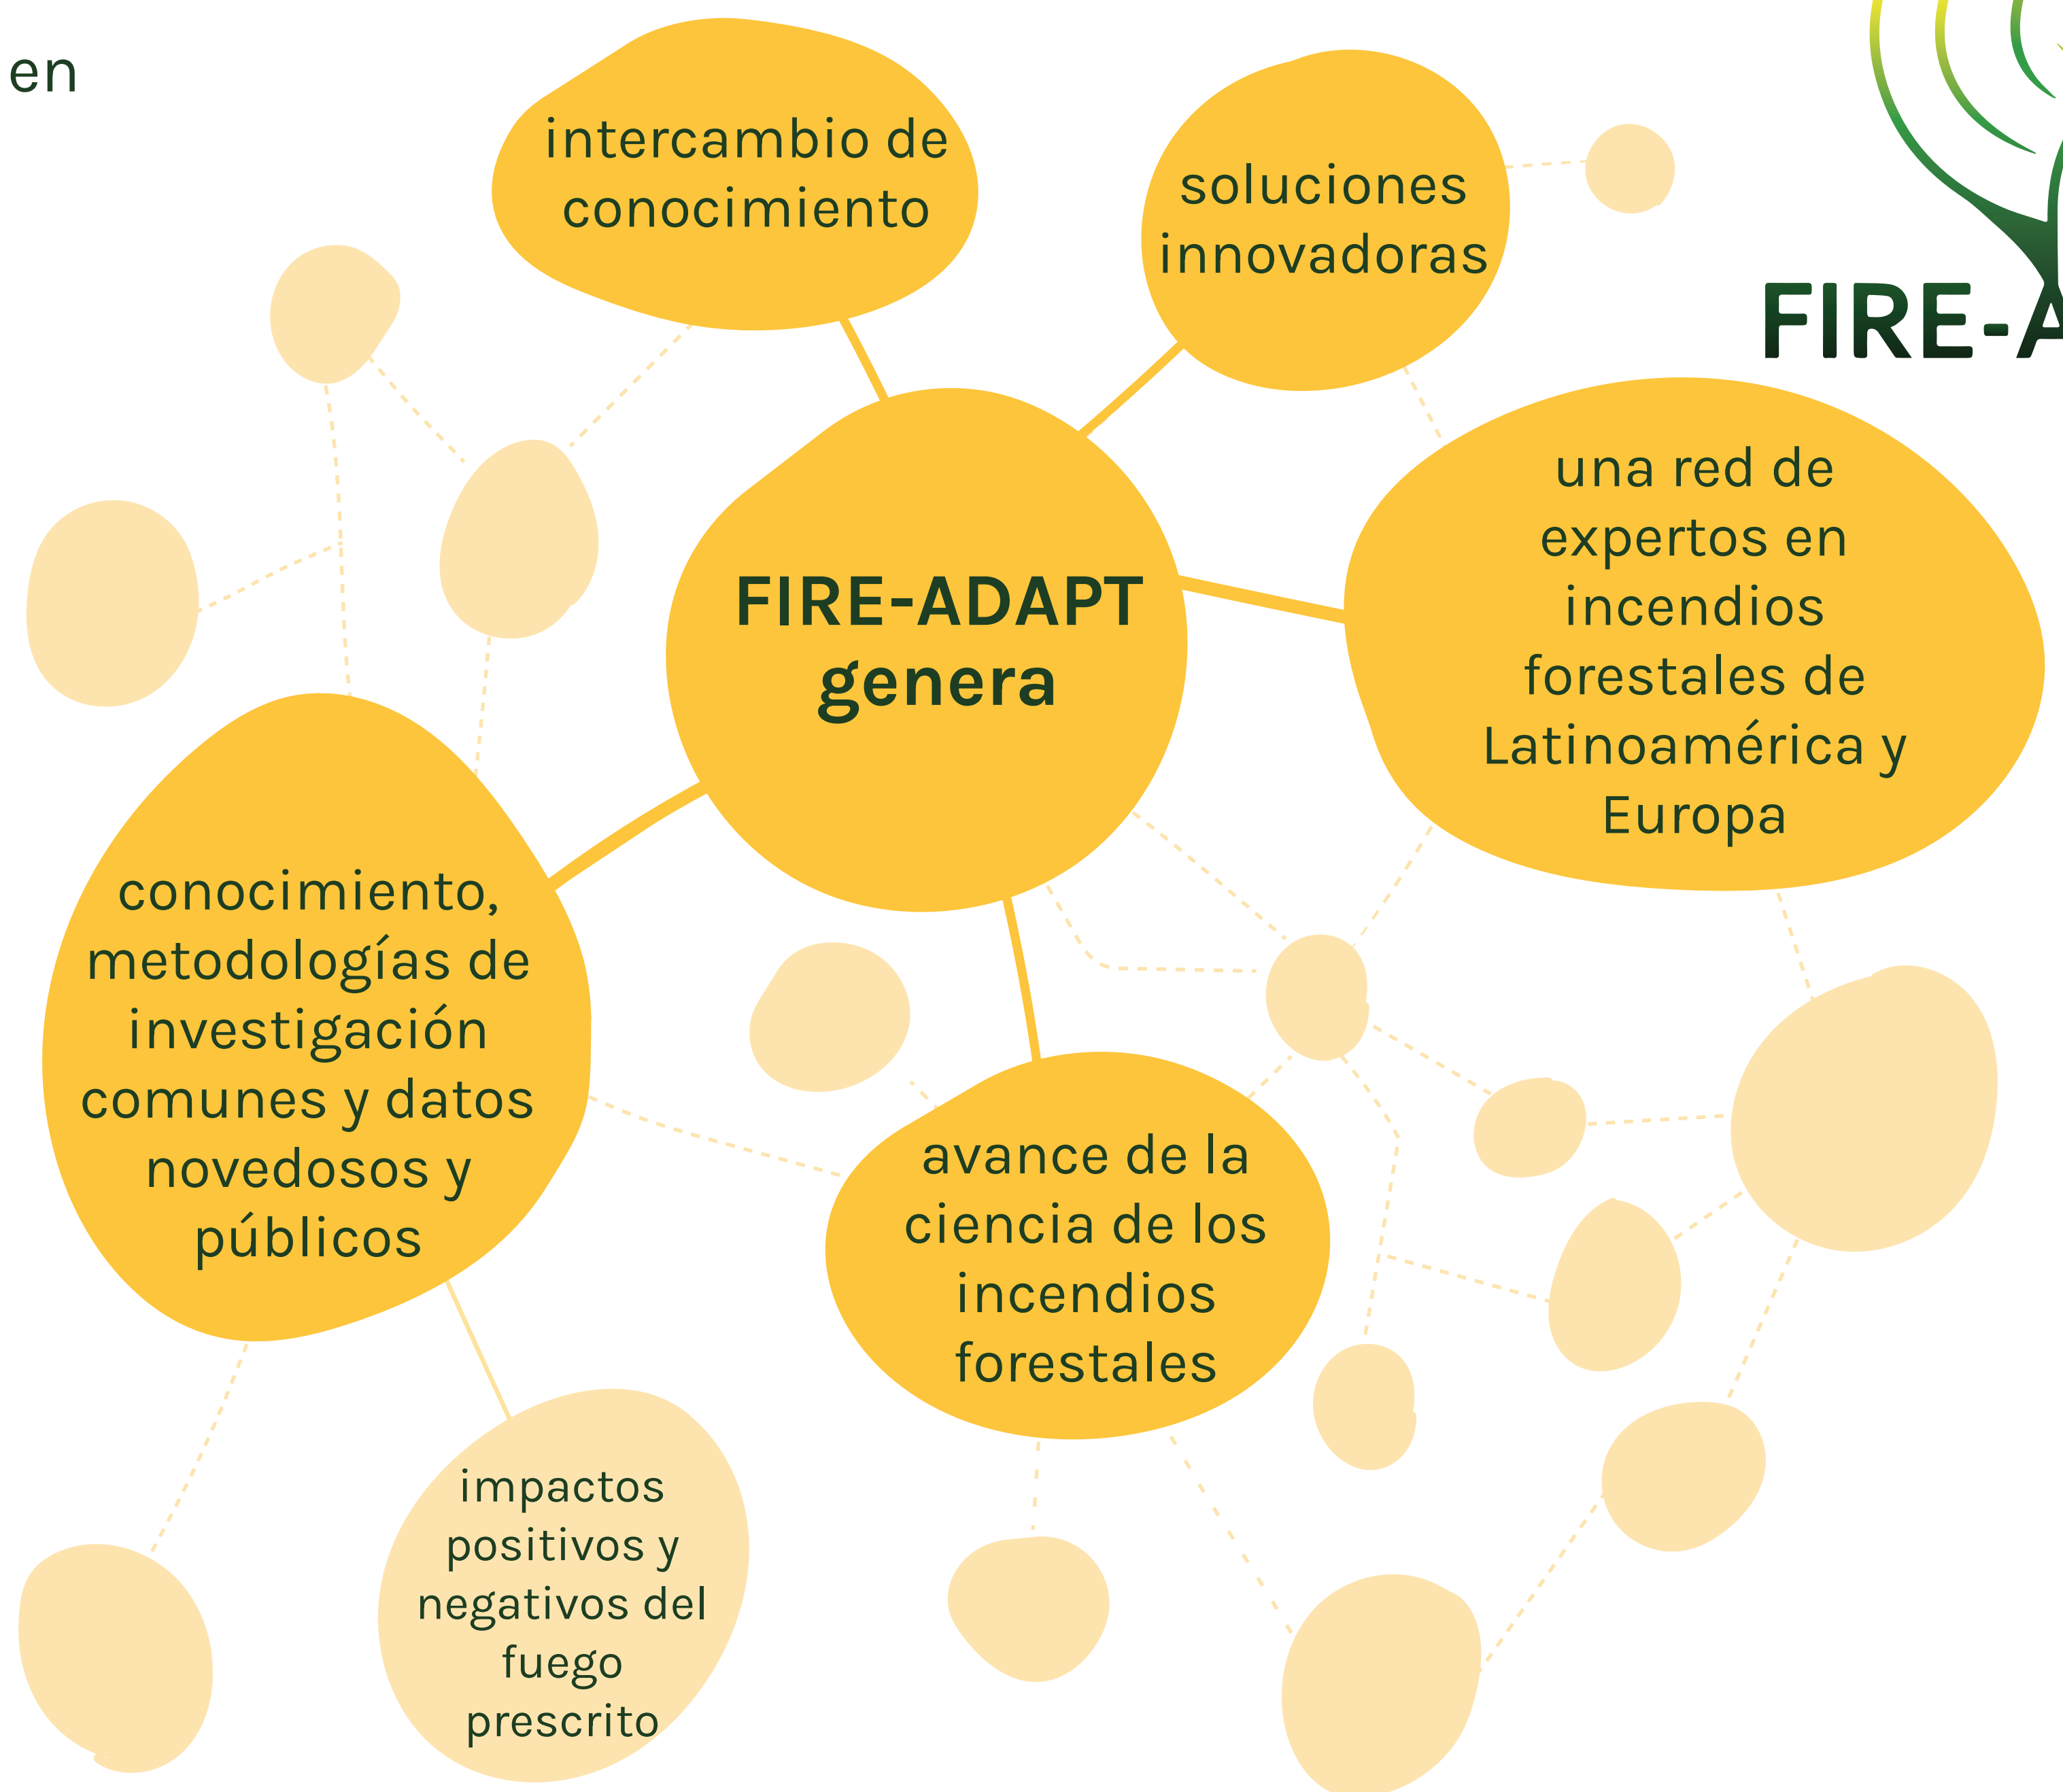 en
intercambio de
conocimiento
soluciones
innovadoras
FIRE-A
una red de
expertos en
incendios
forestales de
Latinoamérica y
Europa
FIRE-ADAPT
genera
conocimiento,
metodologías de
investigación
comunes y datos
novedosos y
públicos
avance de la
ciencia de los
incendios
forestales
impactos
positivos y
negativos del
fuego
prescrito